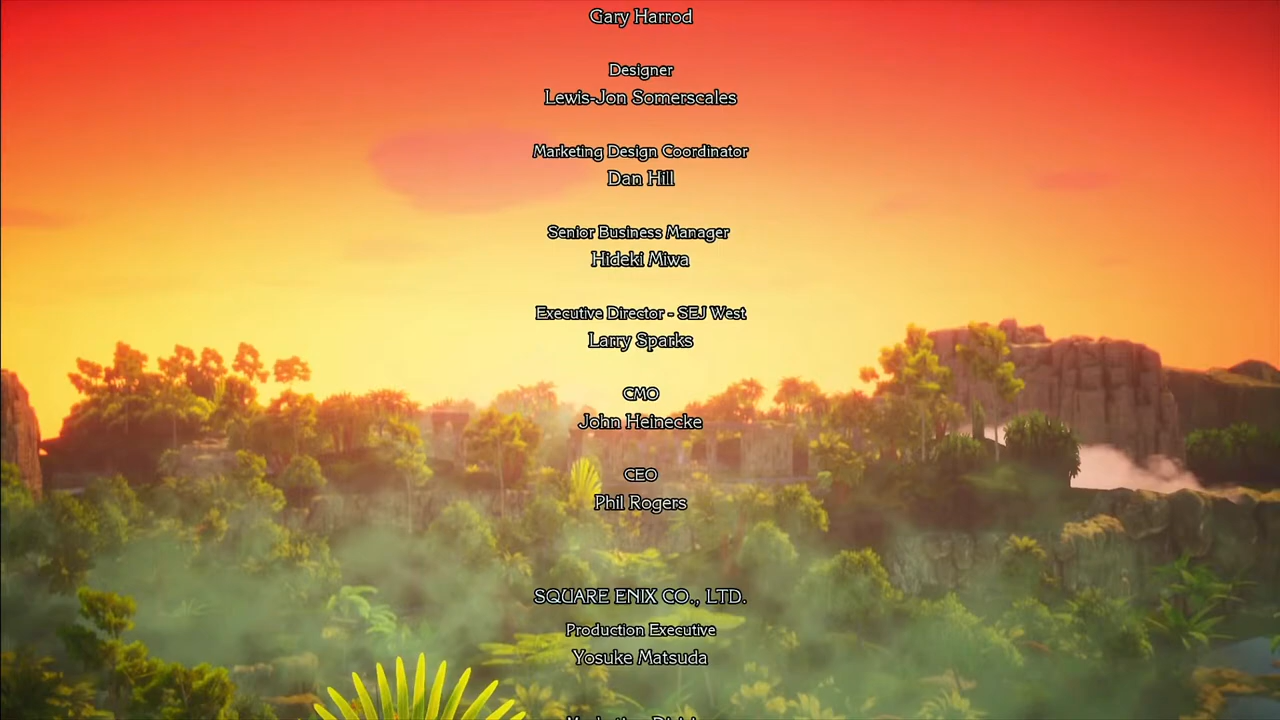 Gary Harrod
Designer
Lewis-Jon Somerscales
Marketing Design Coordinator
Dan Hill
Senior Business Manager
Hideki Miwa
Executive Director - SEJ West
Larry Sparks
CMO
John Heinecke
CEO
Phil Rogers
SQUARE ENIX CO., LTD.
Production Executive
Yosuke Matsuda